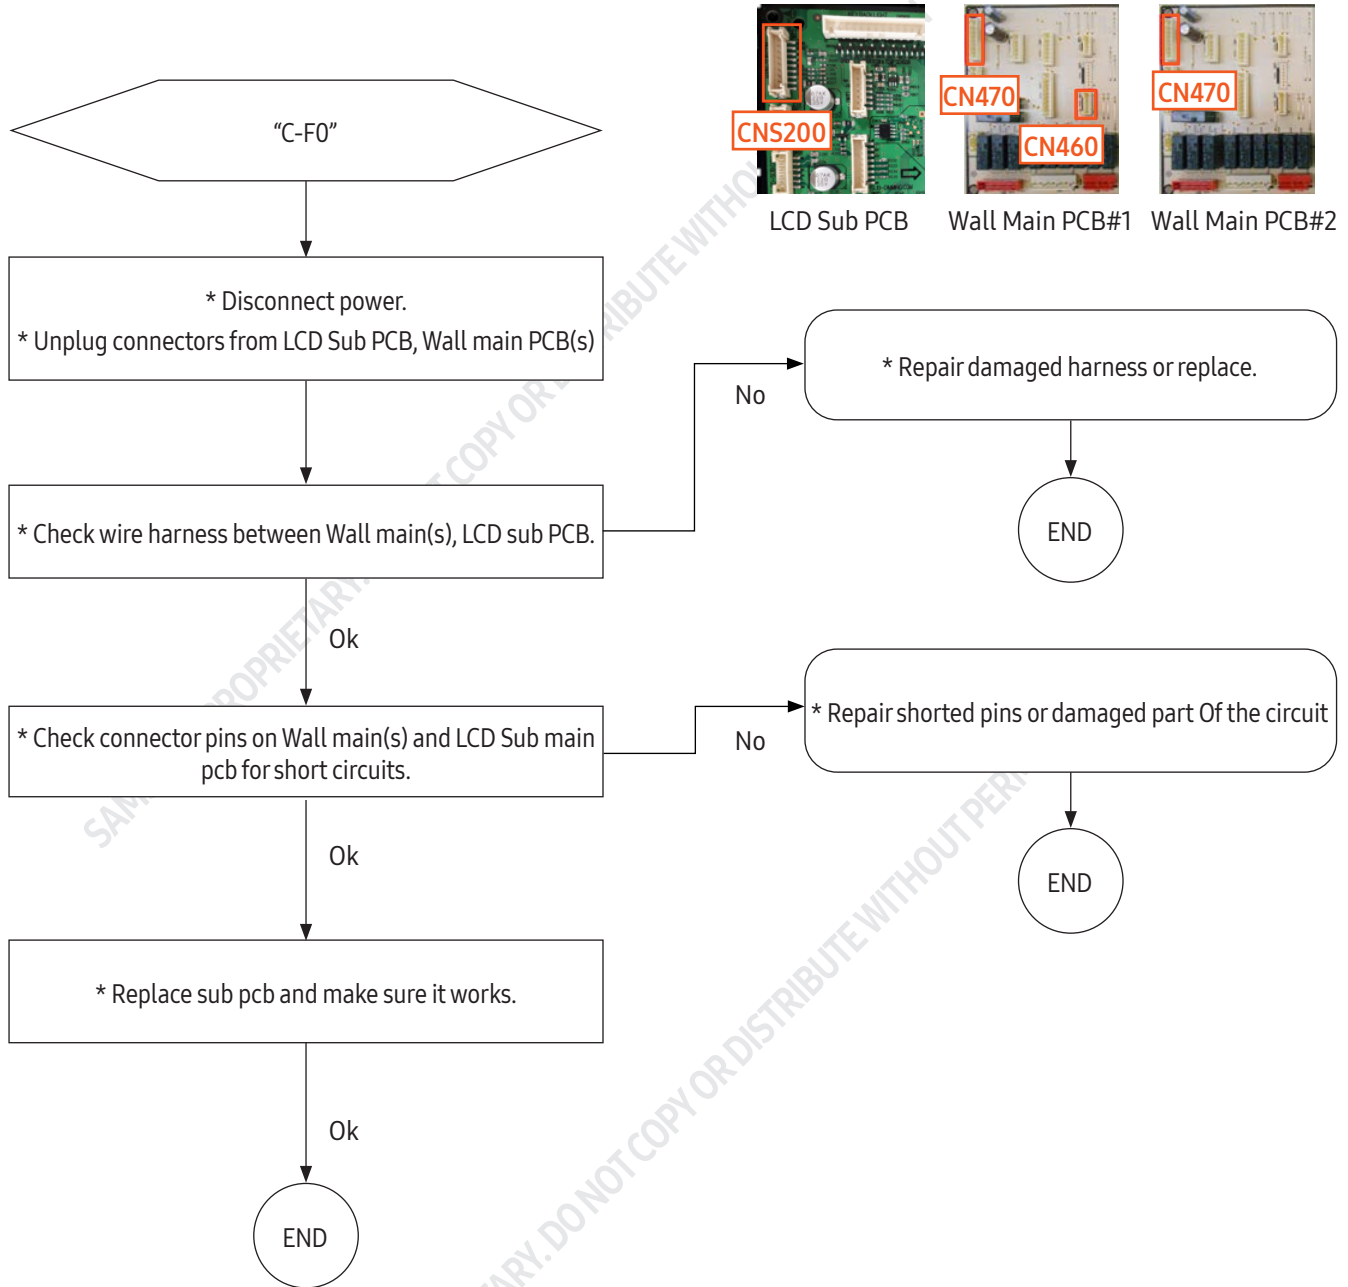 "C-F0"
CNS200
CN470
CN460
CN470
LCD Sub PCB
Wall Main PCB#1
Wall Main PCB#2
* Disconnect power.
* Unplug connectors from LCD Sub PCB, Wall main PCB(s)
* Check wire harness between Wall main(s), LCD sub PCB.
No
* Repair damaged harness or replace.
END
Ok
* Check connector pins on Wall main(s) and LCD Sub main
pcb for short circuits.
No
* Repair shorted pins or damaged part Of the circuit
END
Ok
* Replace sub pcb and make sure it works.
Ok
END
PROPRIETARY.
COPY OR
WITHOUT
DO NOT COPY OR DISTRIBUTE WITHOUT